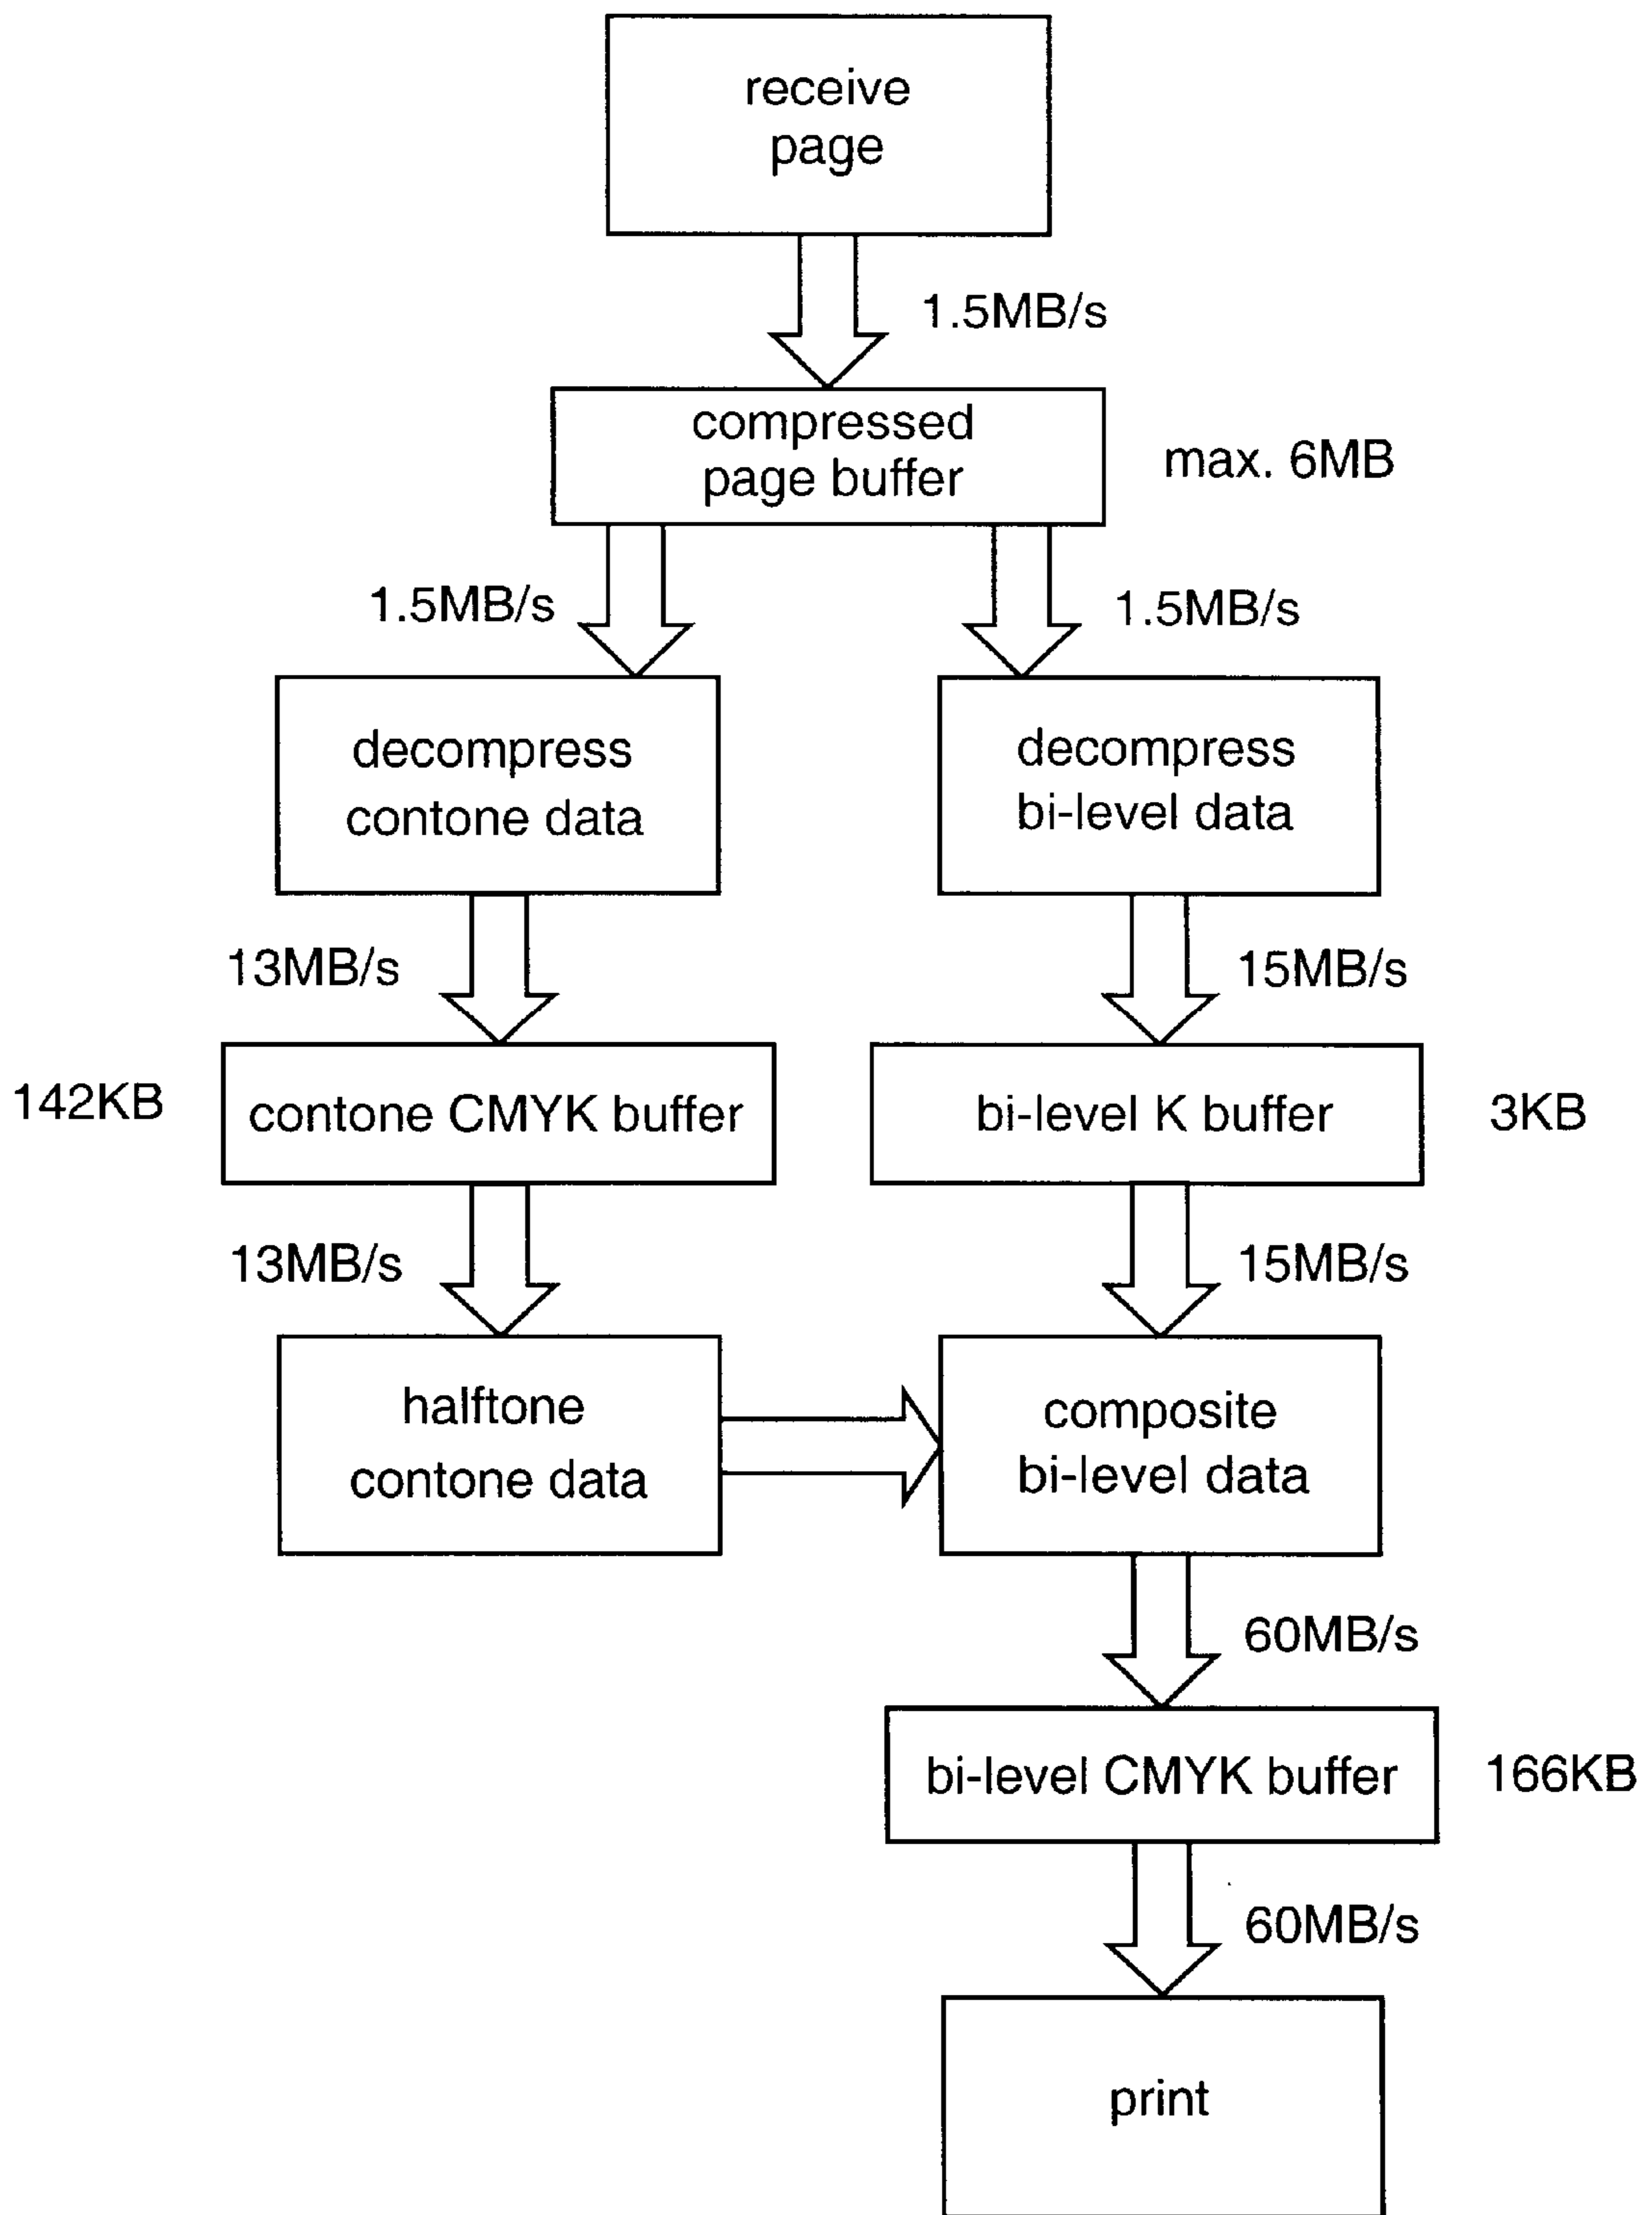 receive
page
1.5MB/s
compressed
page buffer
max. 6MB
1.5MB/s
1.5MB/s
decompress
contone data
decompress
bi-level data
13MB/s
15MB/s
142KB
contone CMYK buffer
bi-level K buffer
3KB
13MB/s
15MB/s
halftone
contone data
composite
bi-level data
60MB/s
bi-level CMYK buffer
166KB
60MB/s
print